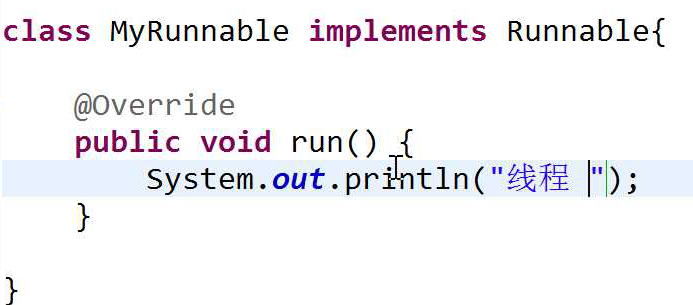 class MyRunnable implements Runnable{
@Override
public void run() {
System.out.println("线程 ");
}
}